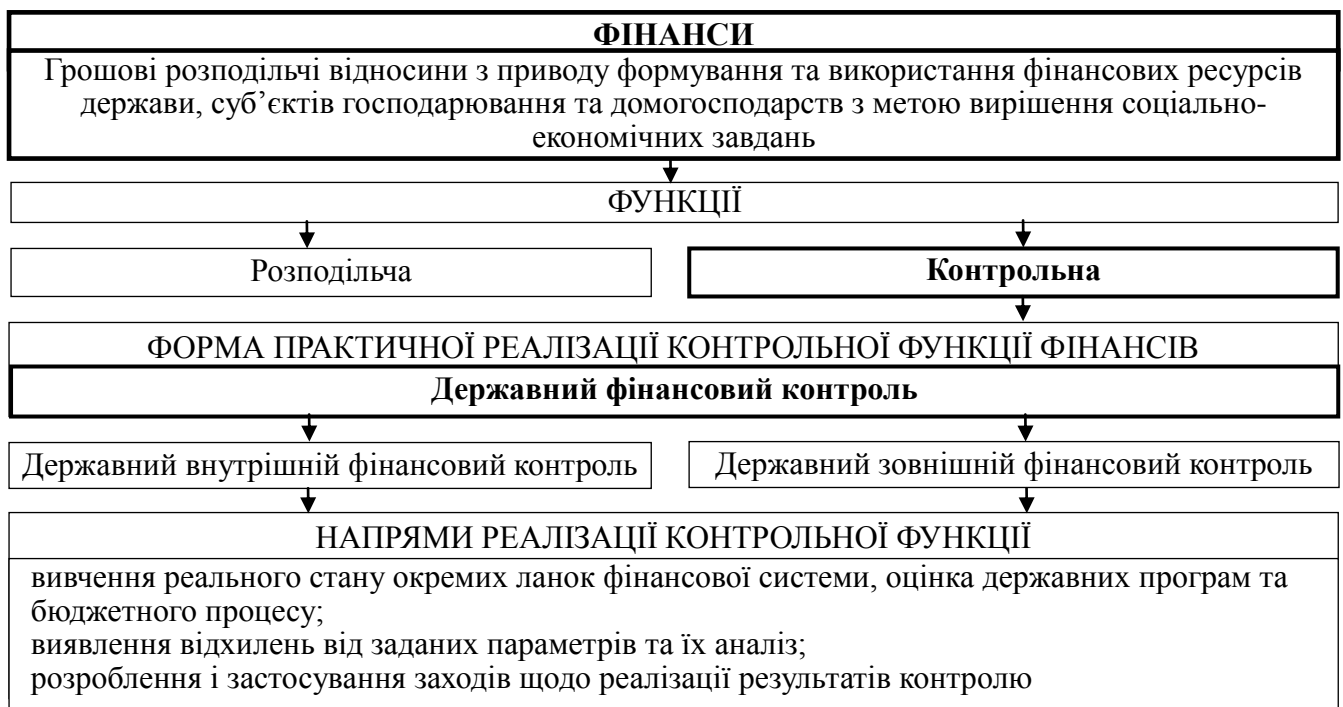 ФІНАНСИ
Грошові розподільчі відносини з приводу формування та використання фінансових ресурсів
держави, суб’єктів господарювання та домогосподарств з метою вирішення соціально-
економічних завдань
ФУНКЦІЇ
Розподільча
Контрольна
ФОРМА ПРАКТИЧНОЇ РЕАЛІЗАЦІЇ КОНТРОЛЬНОЇ ФУНКЦІЇ ФІНАНСІВ
Державний фінансовий контроль
Державний внутрішній фінансовий контроль
Державний зовнішній фінансовий контроль
НАПРЯМИ РЕАЛІЗАЦІЇ КОНТРОЛЬНОЇ ФУНКЦІЇ
вивчення реального стану окремих ланок фінансової системи, оцінка державних програм та
бюджетного процесу;
виявлення відхилень від заданих параметрів та їх аналіз;
розроблення і застосування заходів щодо реалізації результатів контролю